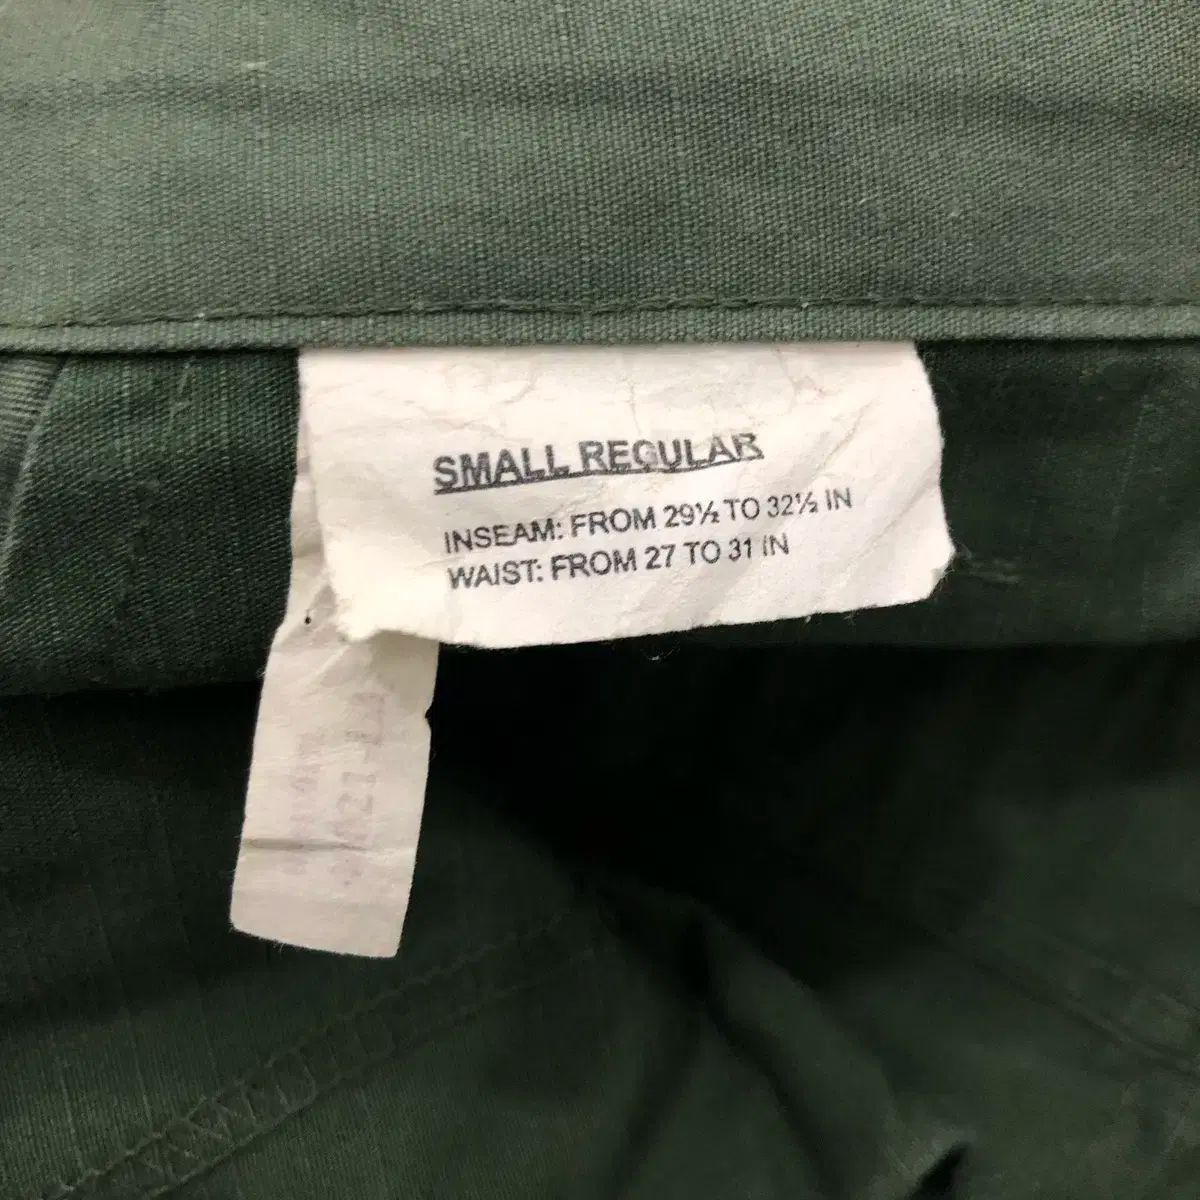 SMALL REGULAR
INSEAM: FROM 29½ TO 32½ IN
WAIST: FROM 27 TO 31 IN